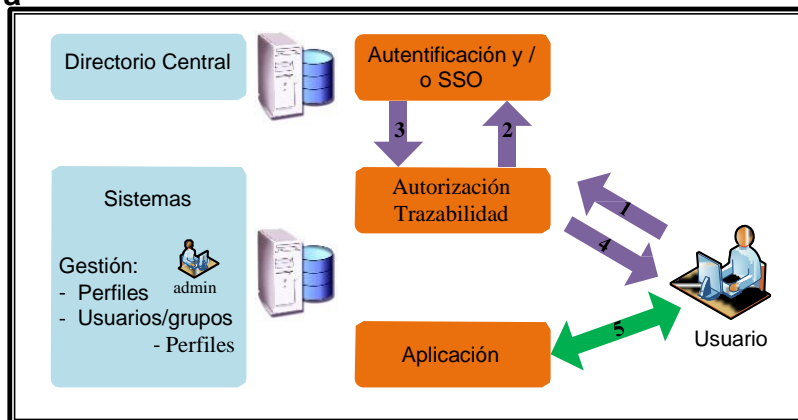 a
Directorio Central
Autentificación y /
o SSO
3
2
Sistemas
Autorización
Trazabilidad
1
4
Gestión:
admin
- Perfiles
- Usuarios/grupos
- Perfiles
Aplicación
5
Usuario